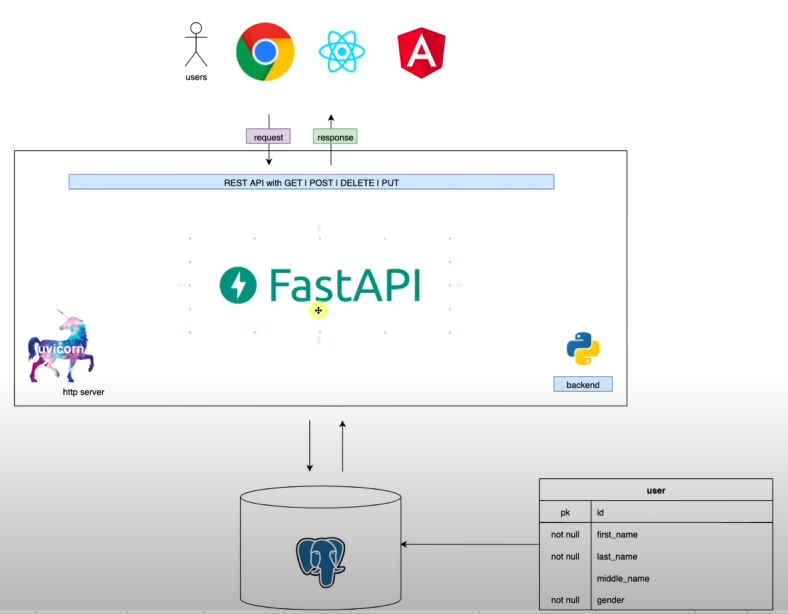 users
request
response
REST API with GET | POST | DELETE | PUT
FastAPI
uvicorn
http server
backend
user
pk id
not null first_name
not null last_name
middle_name
not null gender